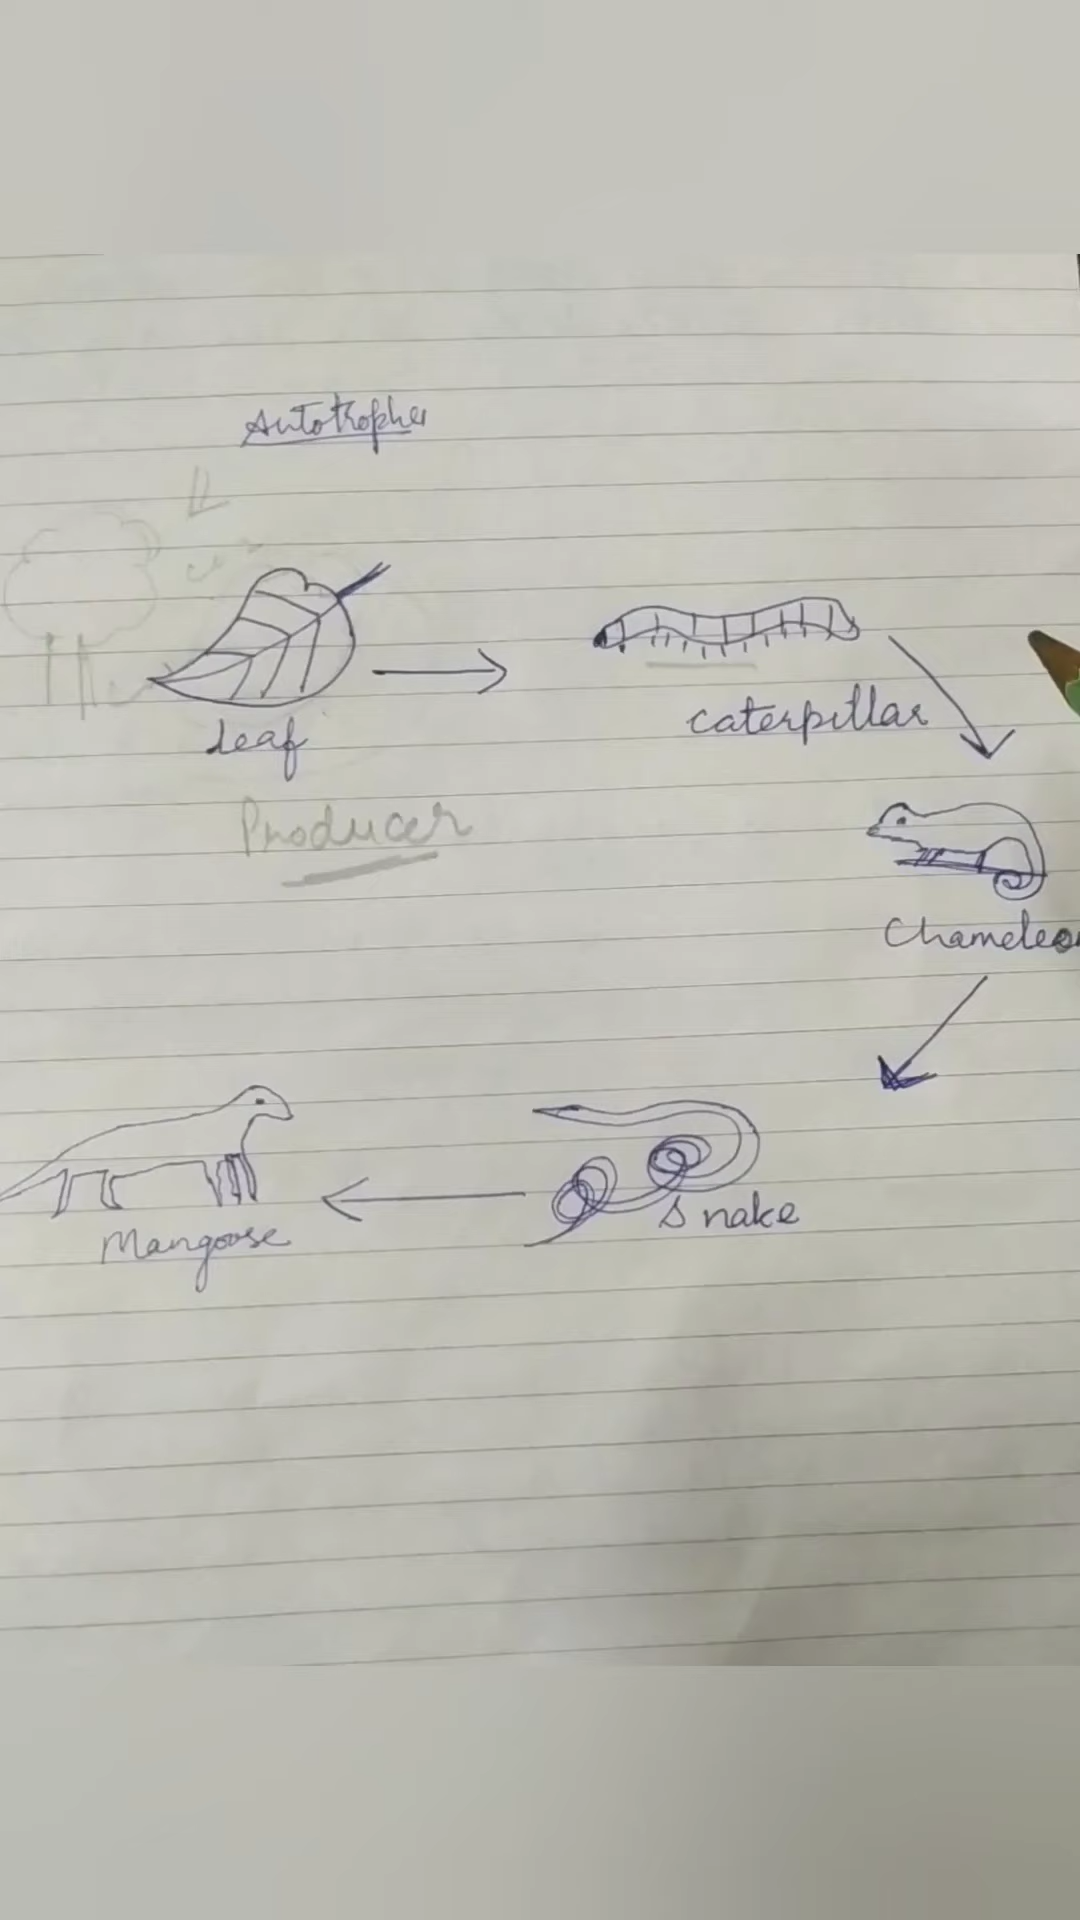 Autotrophes
leaf
Producer
caterpillar
Chameleon
Snake
Mangoose